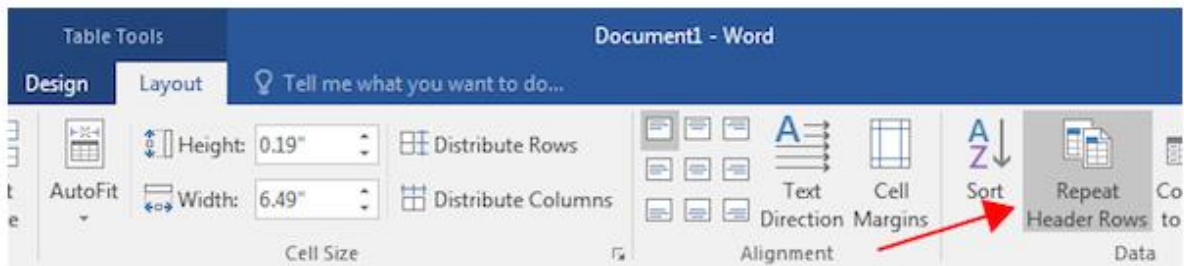 Table Tools
Document1 - Word
Design Layout Tell me what you want to do...
Height: 0.19"
Distribute Rows
AutoFit
Width: 6.49"
Distribute Columns
Text
Direction
Cell
Margins
Sort
Repeat
Header Rows
to
Cell Size
Alignment
Data